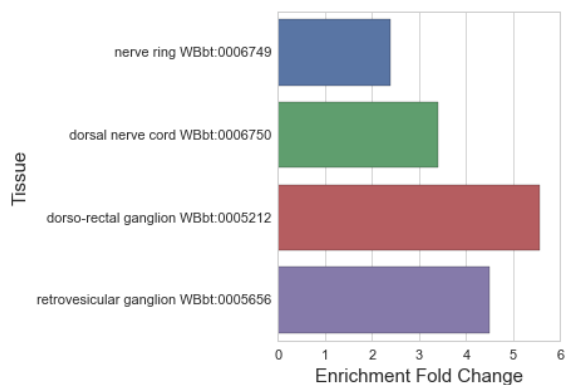 nerve ring WBbt:0006749
dorsal nerve cord WBbt:0006750
dorso-rectal ganglion WBbt:0005212
retrovesicular ganglion WBbt:0005656
Tissue
0 1 2 3 4 5 6
Enrichment Fold Change